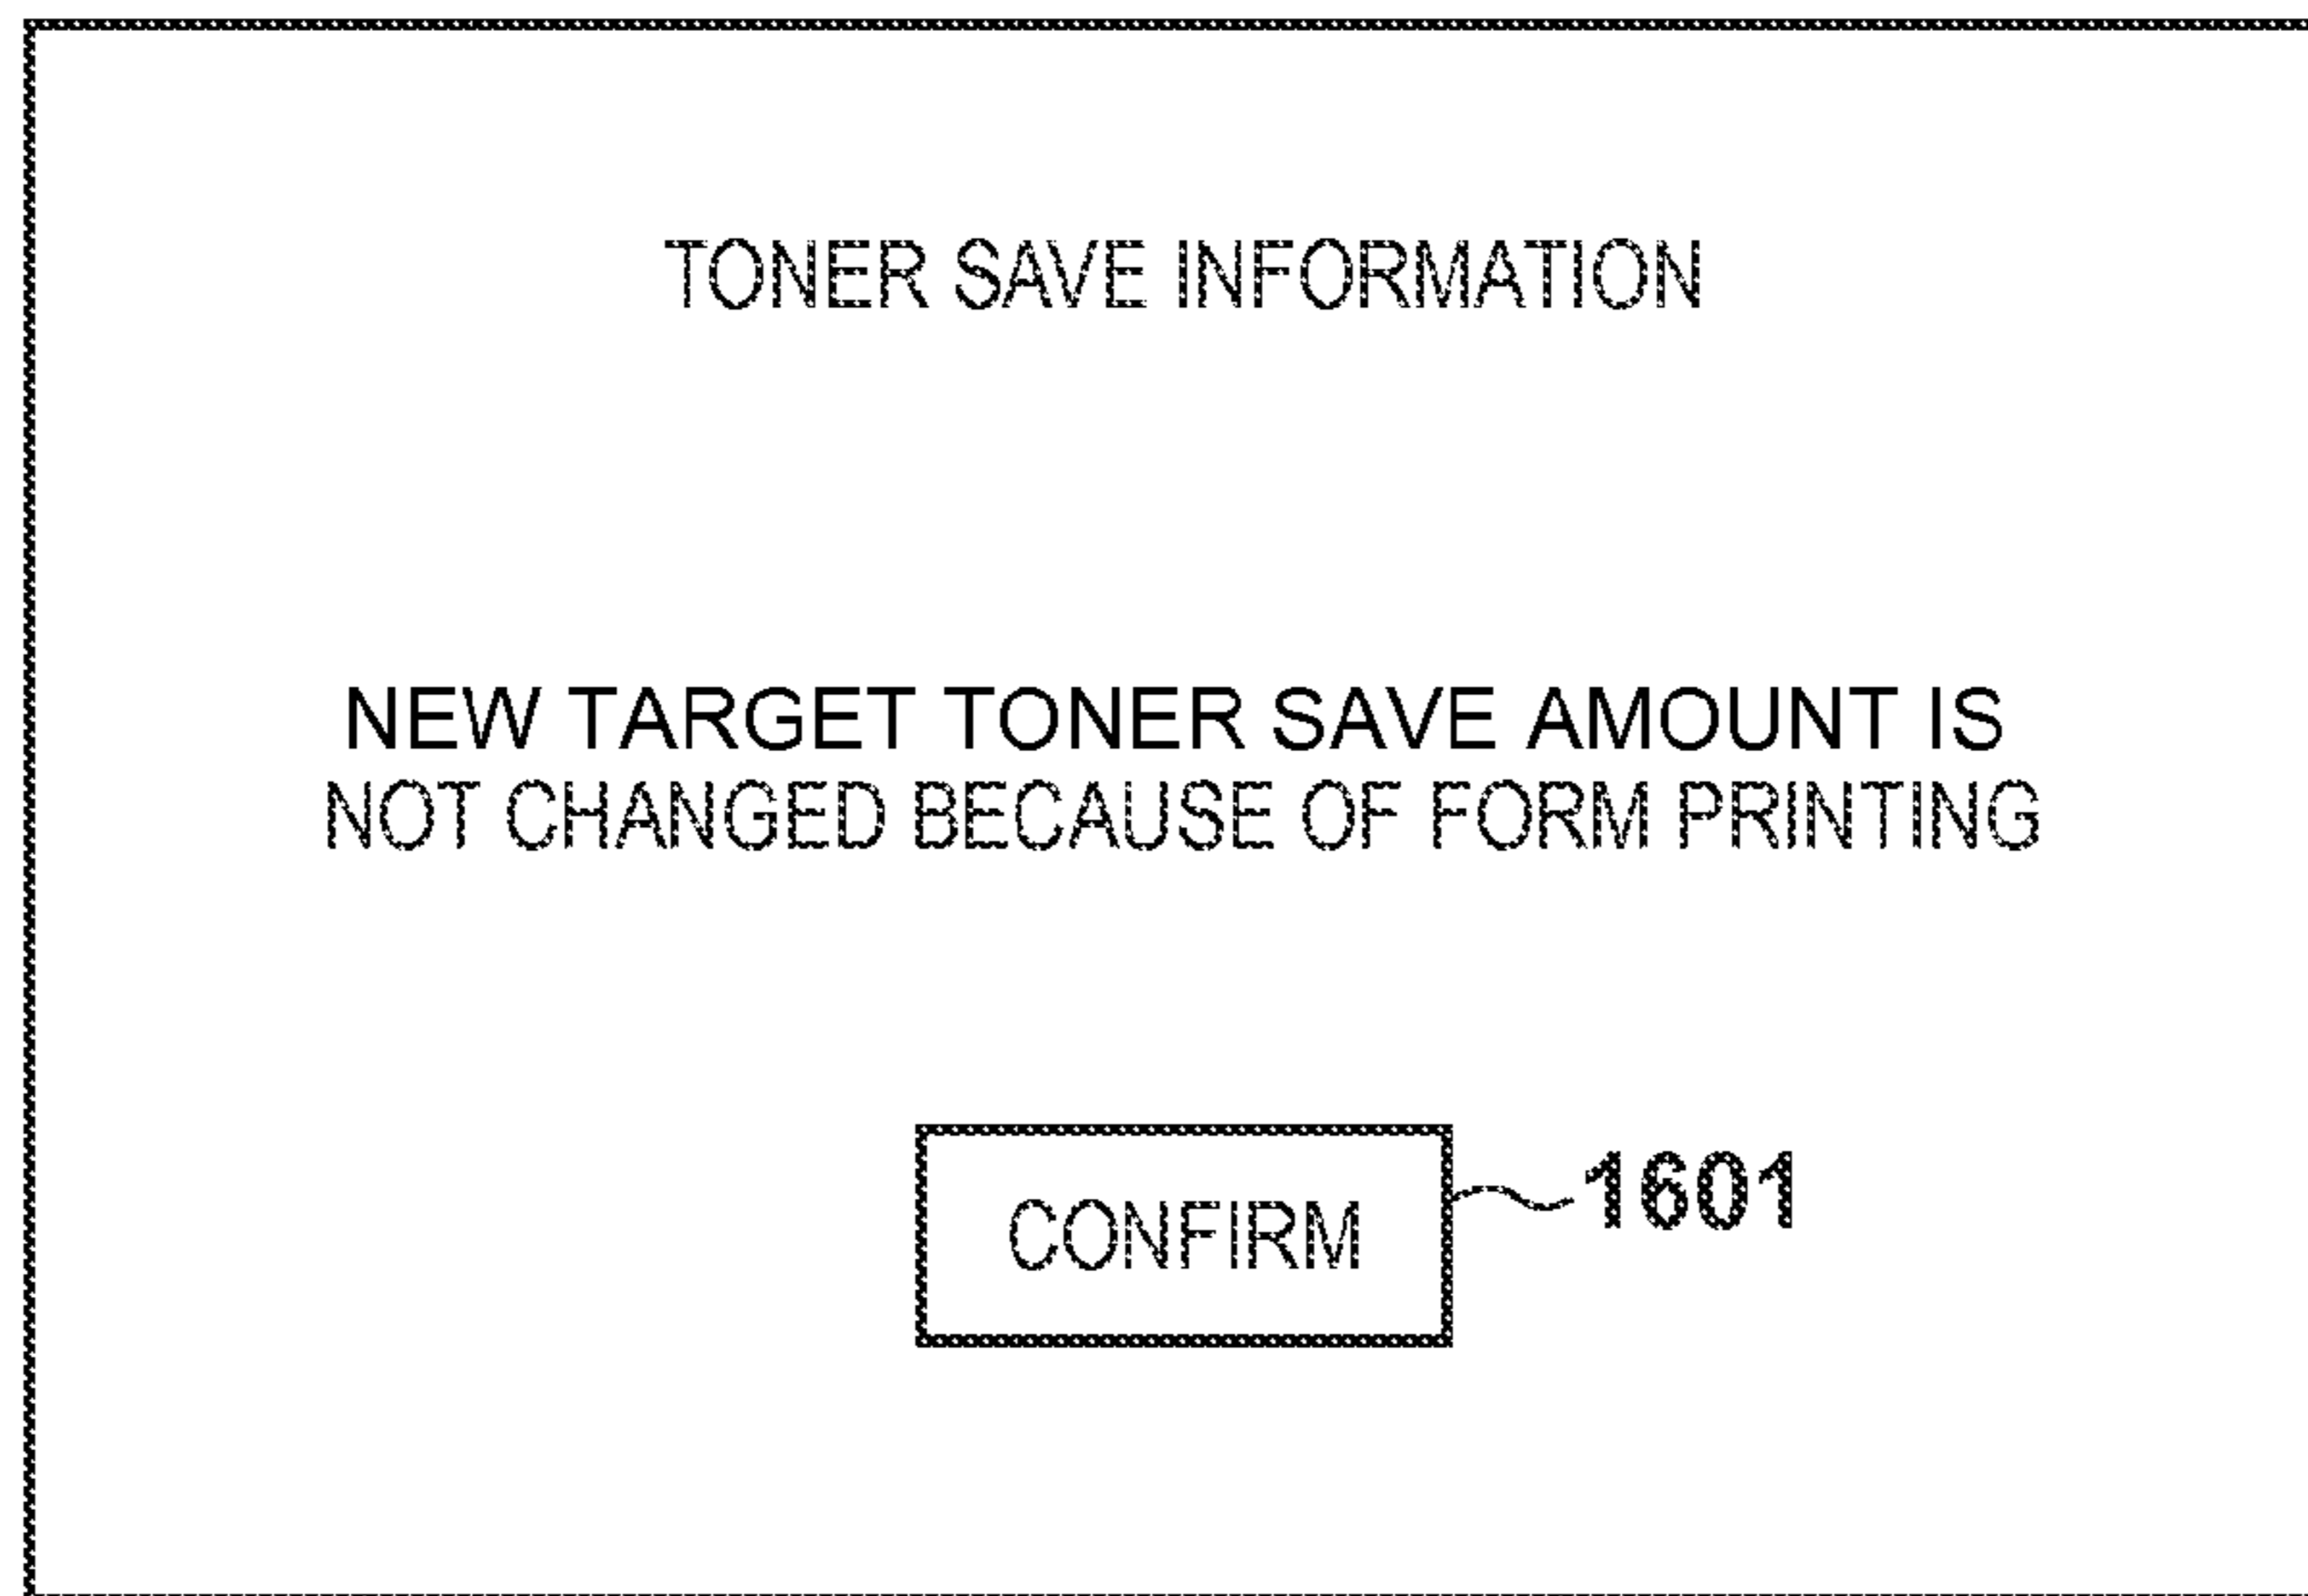 TONER SAVE INFORMATION
NEW TARGET TONER SAVE AMOUNT IS
NOT CHANGED BECAUSE OF FORM PRINTING
CONFIRM
1601